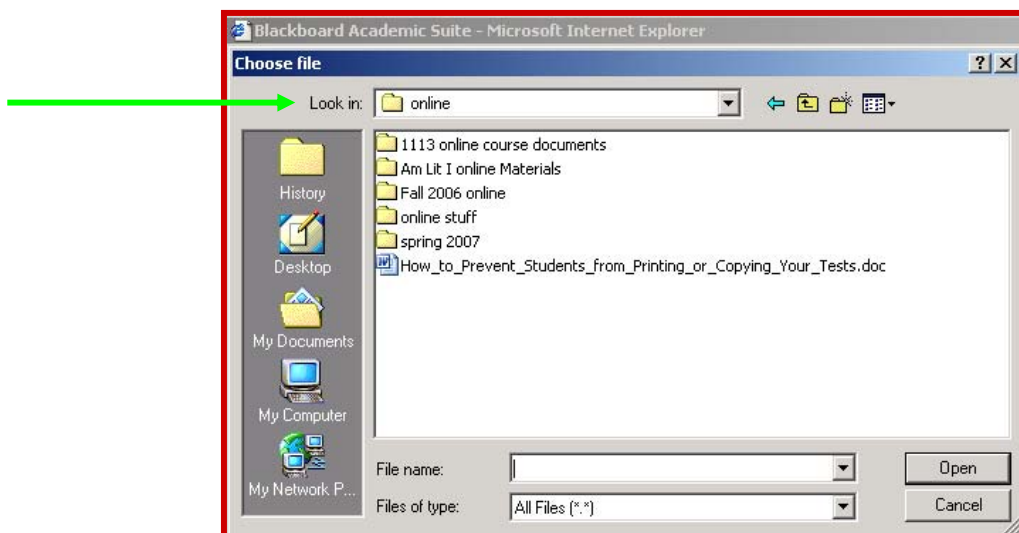 Blackboard Academic Suite - Microsoft Internet Explorer
Choose file
Look in: online
1113 online course documents
Am Lit I online Materials
Fall 2006 online
online stuff
spring 2007
How_to_Prevent_Students_from_Printing_or_Copying_Your_Tests.doc
History
Desktop
My Documents
My Computer
My Network P...
File name:
Open
Files of type: All Files (*.*)
Cancel